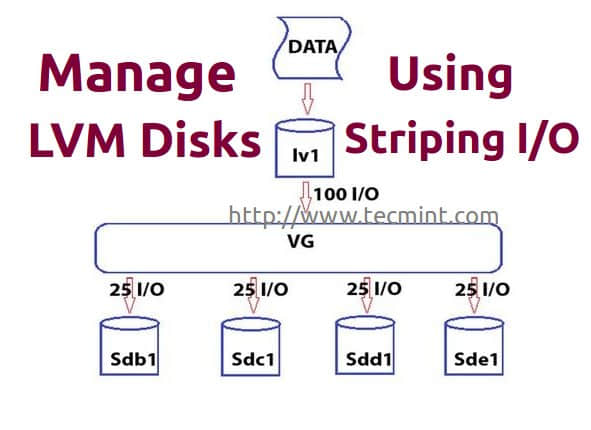 Manage
LVM Disks
DATA
Using
Striping I/O
lv1
100 I/O
http://www.tecmint.com
VG
25 I/O
25 I/O
25 I/O
25 I/O
Sdb1
Sdc1
Sdd1
Sde1